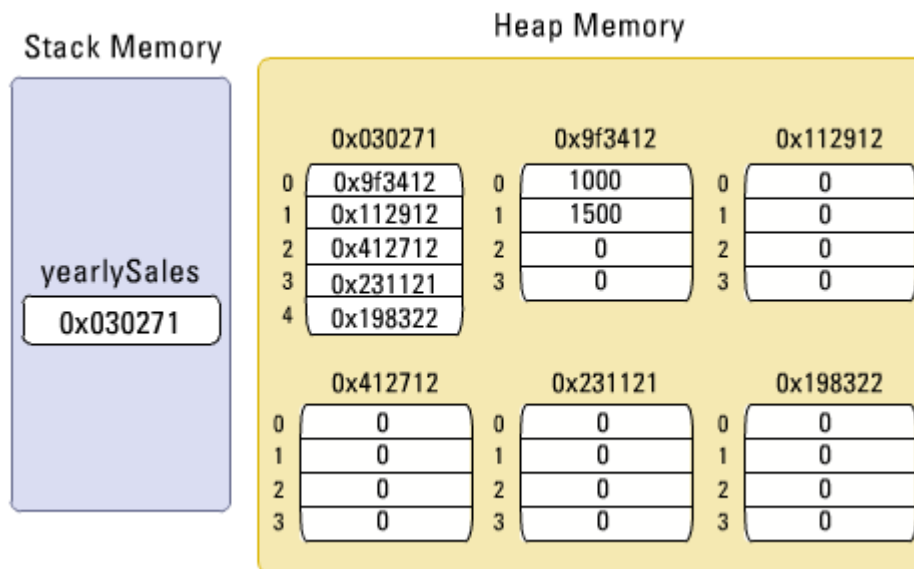 Heap Memory
Stack Memory
0x030271 0x9f3412 0x112912
0 0x9f3412 0 1000 0 0
1 0x112912 1 1500 1 0
2 0x412712 2 0 2 0
yearlySales 3 0x231121 3 0 3 0
0x030271 4 0x198322
0x412712 0x231121 0x198322
0 0 0 0 0 0
1 0 1 0 1 0
2 0 2 0 2 0
3 0 3 0 3 0